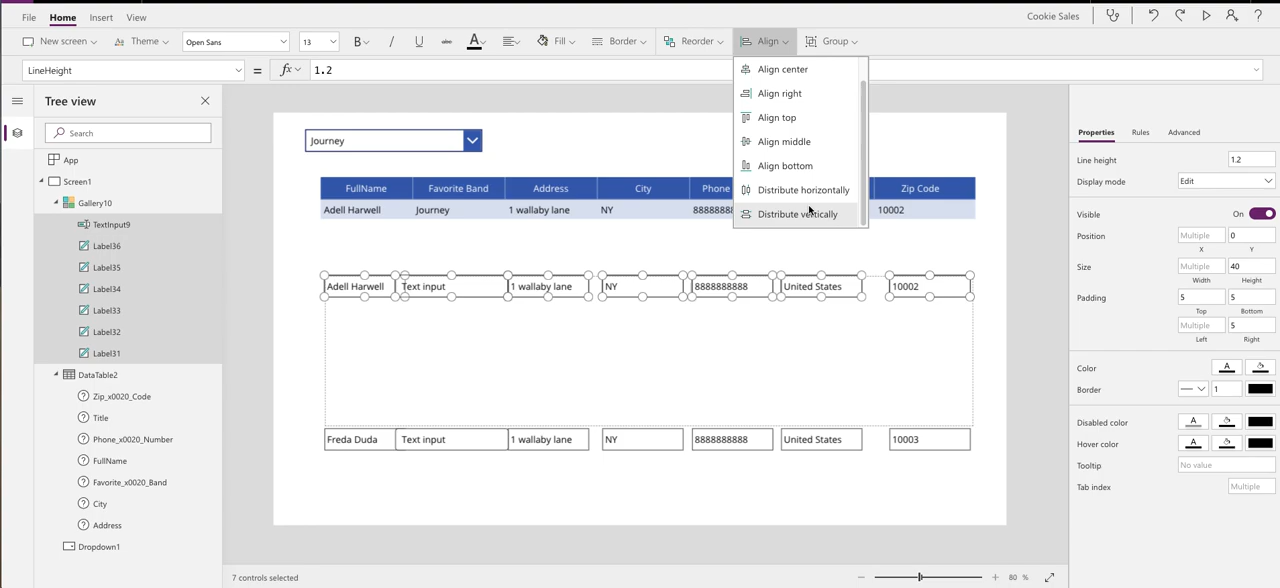 File Home Insert View Cookie Sales
New screen Theme Open Sans 13 B / U abc A Fill Border Reorder Align Group
LineHeight = fx 1.2
Tree view
Search
App
Screen1
Gallery10
TextInput9
Label36
Label35
Label34
Label33
Label32
Label31
DataTable2
Zip_x0020_Code
Title
Phone_x0020_Number
FullName
Favorite_x0020_Band
City
Address
Dropdown1
Journey
FullName Favorite Band Address City Phone Zip Code
Adell Harwell Journey 1 wallaby lane NY 8888888 10002
Align center
Align right
Align top
Align middle
Align bottom
Distribute horizontally
Distribute vertically
Adell Harwell Text input 1 wallaby lane NY 8888888888 United States 10002
Freda Duda Text input 1 wallaby lane NY 8888888888 United States 10003
7 controls selected
80 %
Properties Rules Advanced
Line height 1.2
Display mode Edit
Visible On
Position Multiple 0
X Y
Size Multiple 40
Width Height
Padding 5 5
Top Bottom
Multiple 5
Left Right
Color A
Border 1
Disabled color A
Hover color A
Tooltip No value
Tab index Multiple